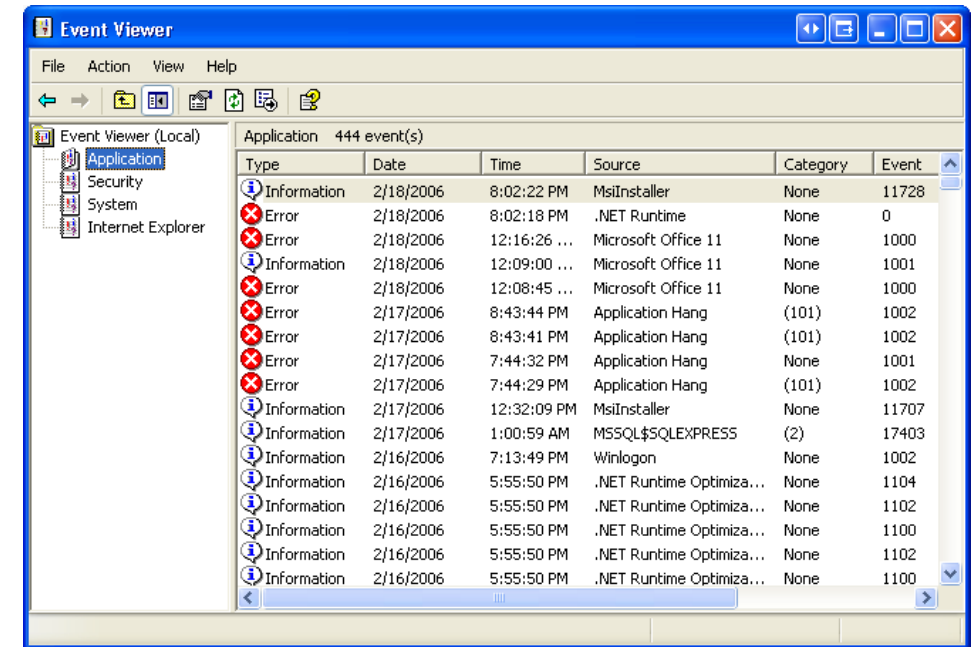 Event Viewer
File Action View Help
Event Viewer (Local)
Application
Security
System
Internet Explorer
Application 444 event(s)
Type Date Time Source Category Event
Information 2/18/2006 8:02:22 PM MsiInstaller None 11728
Error 2/18/2006 8:02:18 PM .NET Runtime None 0
Error 2/18/2006 12:16:26 ... Microsoft Office 11 None 1000
Information 2/18/2006 12:09:00 ... Microsoft Office 11 None 1001
Error 2/18/2006 12:08:45 ... Microsoft Office 11 None 1000
Error 2/17/2006 8:43:44 PM Application Hang (101) 1002
Error 2/17/2006 8:43:41 PM Application Hang (101) 1002
Error 2/17/2006 7:44:32 PM Application Hang None 1001
Error 2/17/2006 7:44:29 PM Application Hang (101) 1002
Information 2/17/2006 12:32:09 PM MsiInstaller None 11707
Information 2/17/2006 1:00:59 AM MSSQL$SQLEXPRESS (2) 17403
Information 2/16/2006 7:13:49 PM Winlogon None 1002
Information 2/16/2006 5:55:50 PM .NET Runtime Optimiza... None 1104
Information 2/16/2006 5:55:50 PM .NET Runtime Optimiza... None 1102
Information 2/16/2006 5:55:50 PM .NET Runtime Optimiza... None 1100
Information 2/16/2006 5:55:50 PM .NET Runtime Optimiza... None 1102
Information 2/16/2006 5:55:50 PM .NET Runtime Optimiza... None 1100